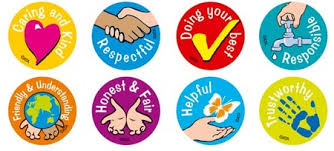 Caring and Kind
Respectful
Doing your best
Responsible
Friendly & Understanding
Honest & Fair
Helpful
Trustworthy